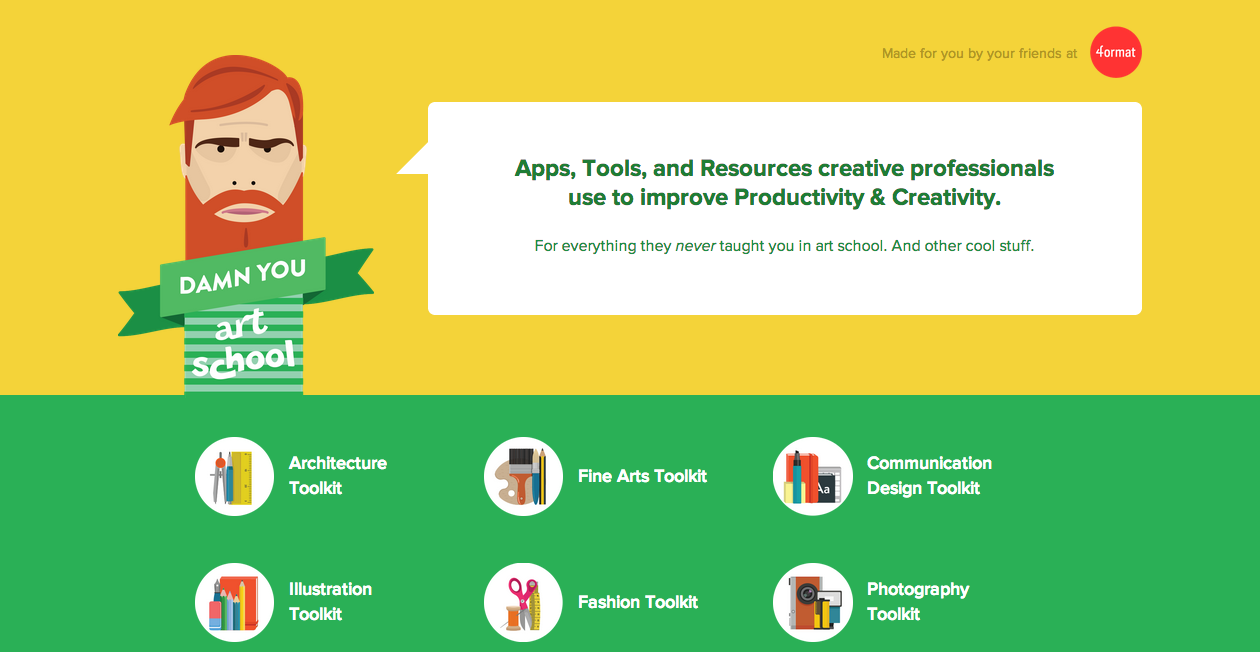 Made for you by your friends at
4format
Apps, Tools, and Resources creative professionals
use to improve Productivity & Creativity.
For everything they never taught you in art school. And other cool stuff.
DAMN YOU
art
school
Architecture
Toolkit
Fine Arts Toolkit
Communication
Design Toolkit
Aa
Illustration
Toolkit
Fashion Toolkit
Photography
Toolkit